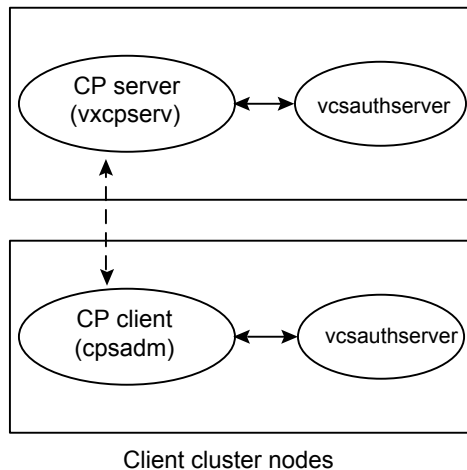 CP server
(vxcpserv)
vcsauthserver
CP client
(cpsadm)
vcsauthserver
Client cluster nodes